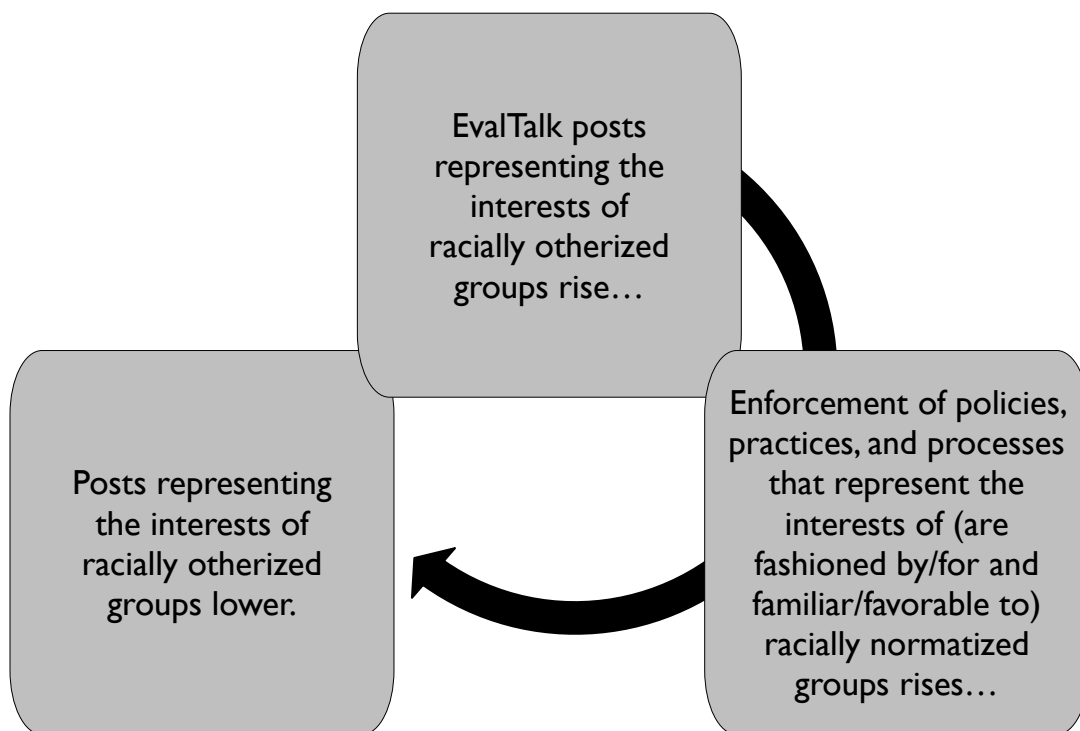 EvalTalk posts
representing the
interests of
racially otherized
groups rise…
Enforcement of policies,
practices, and processes
that represent the
interests of (are
fashioned by/for and
familiar/favorable to)
racially normatized
groups rises…
Posts representing
the interests of
racially otherized
groups lower.